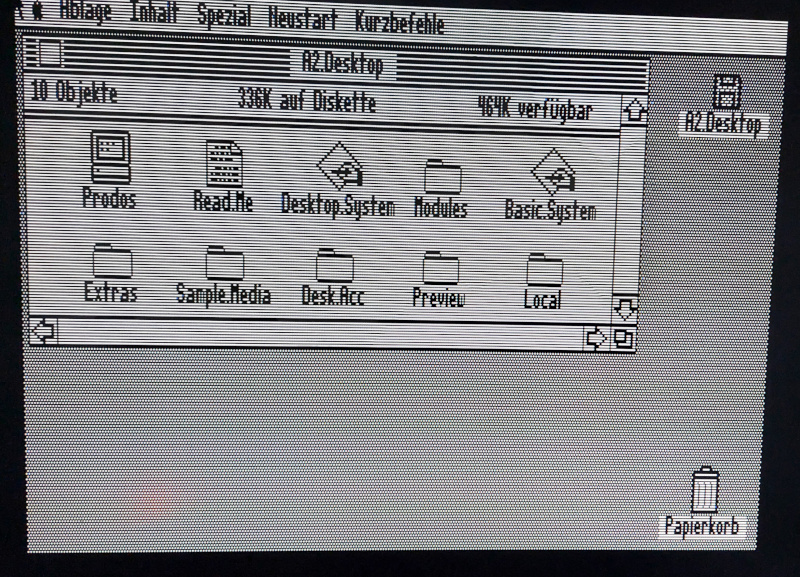 Ablage Inhalt Spezial Neustart Kurzbefehle
A2.Desktop
10 Objekte 336K auf Diskette 464K verfügbar
A2.Desktop
Prodos Read.Me Desktop.System Modules Basic.System
Extras Sample.Media Desk.Acc Preview Local
Papierkorb